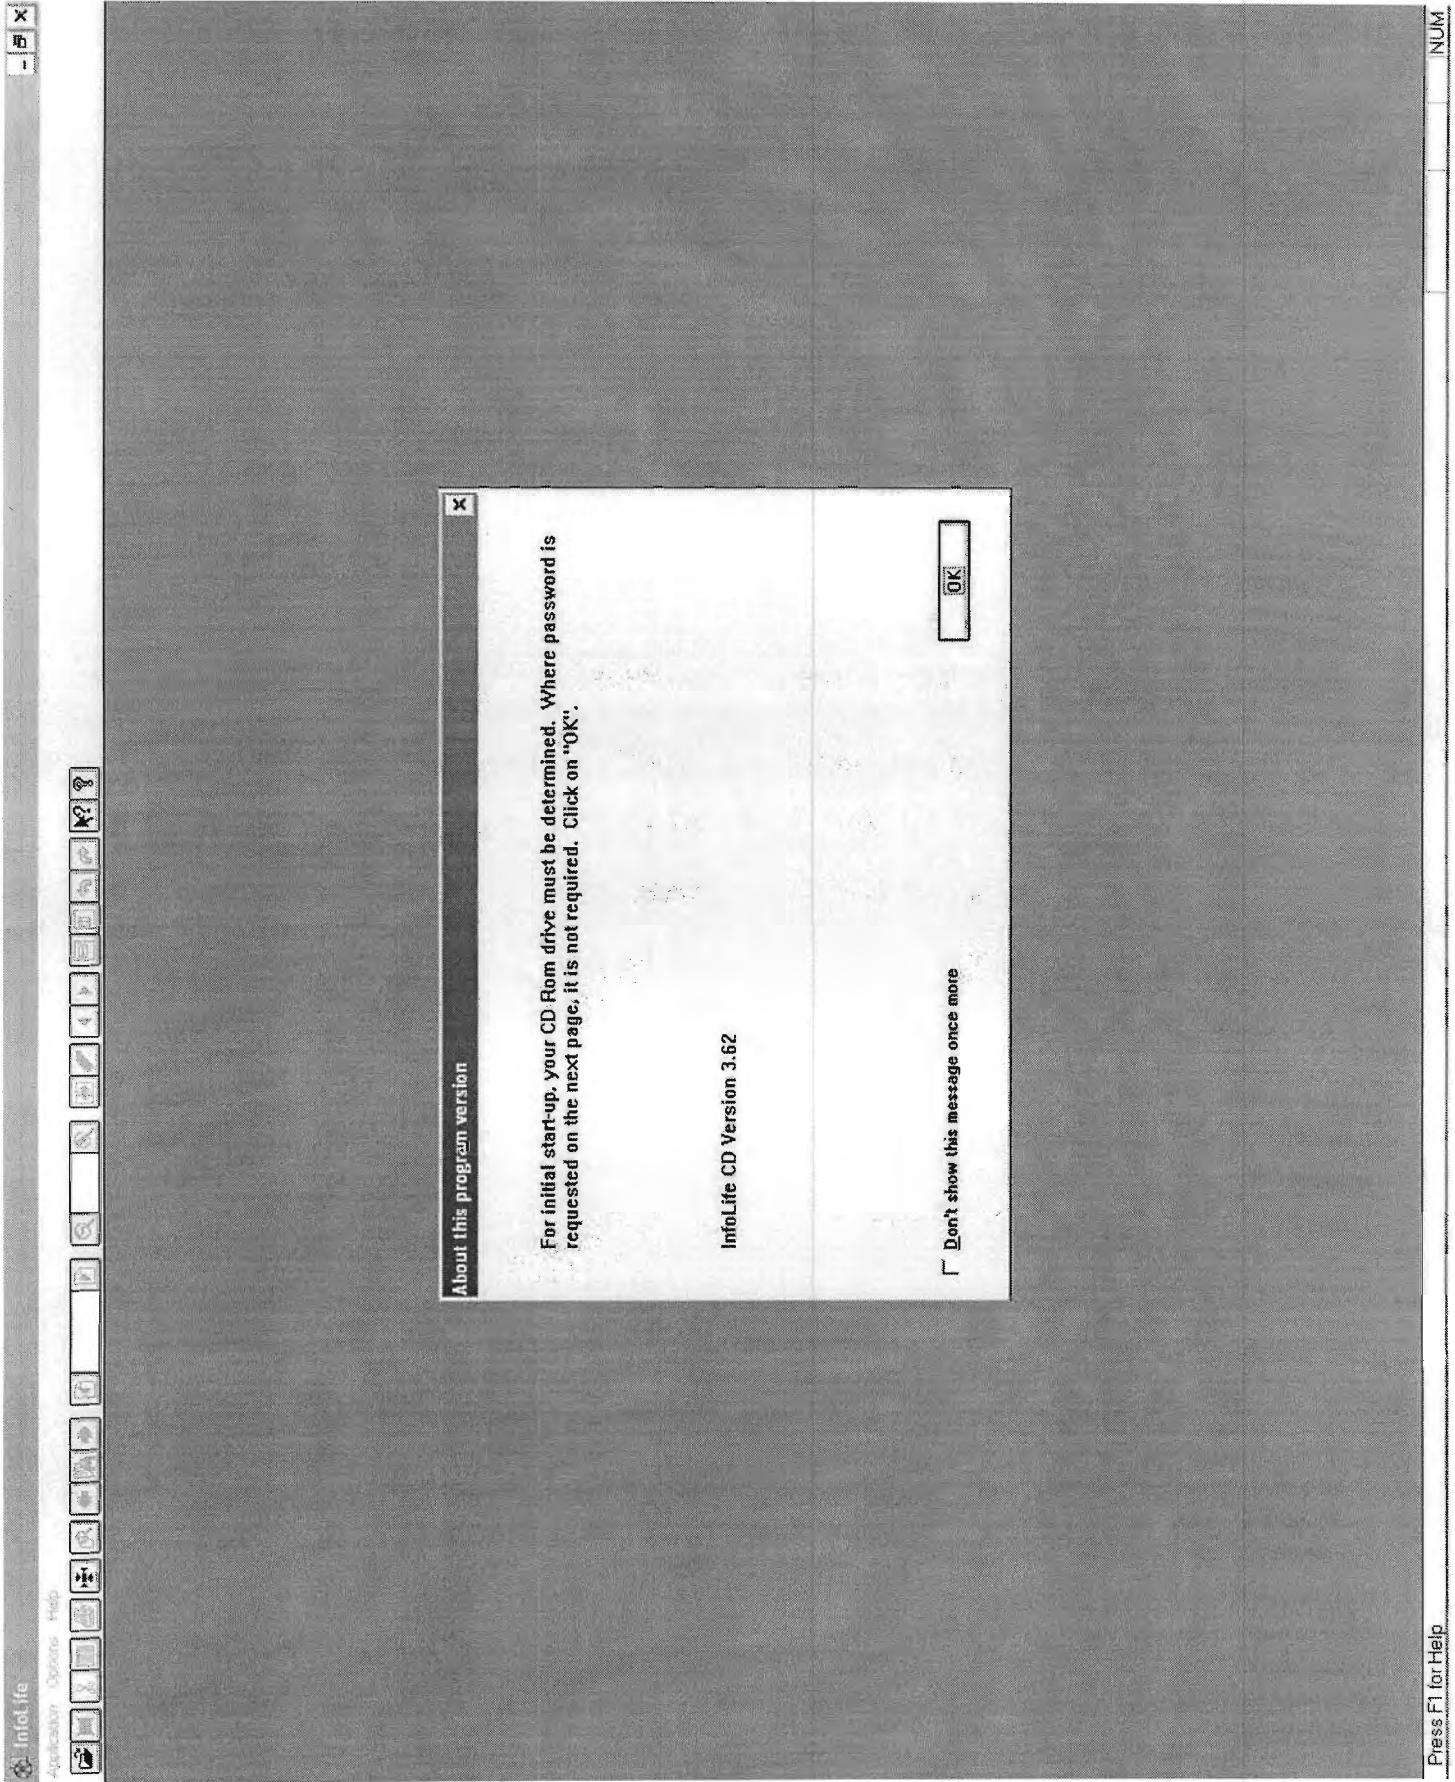 InfoLife
Application Options Help
About this program version
For initial start-up, your CD Rom drive must be determined. Where password is
requested on the next page, it is not required. Click on "OK".
InfoLife CD Version 3.62
Don't show this message once more
OK
Press F1 for Help
NUM